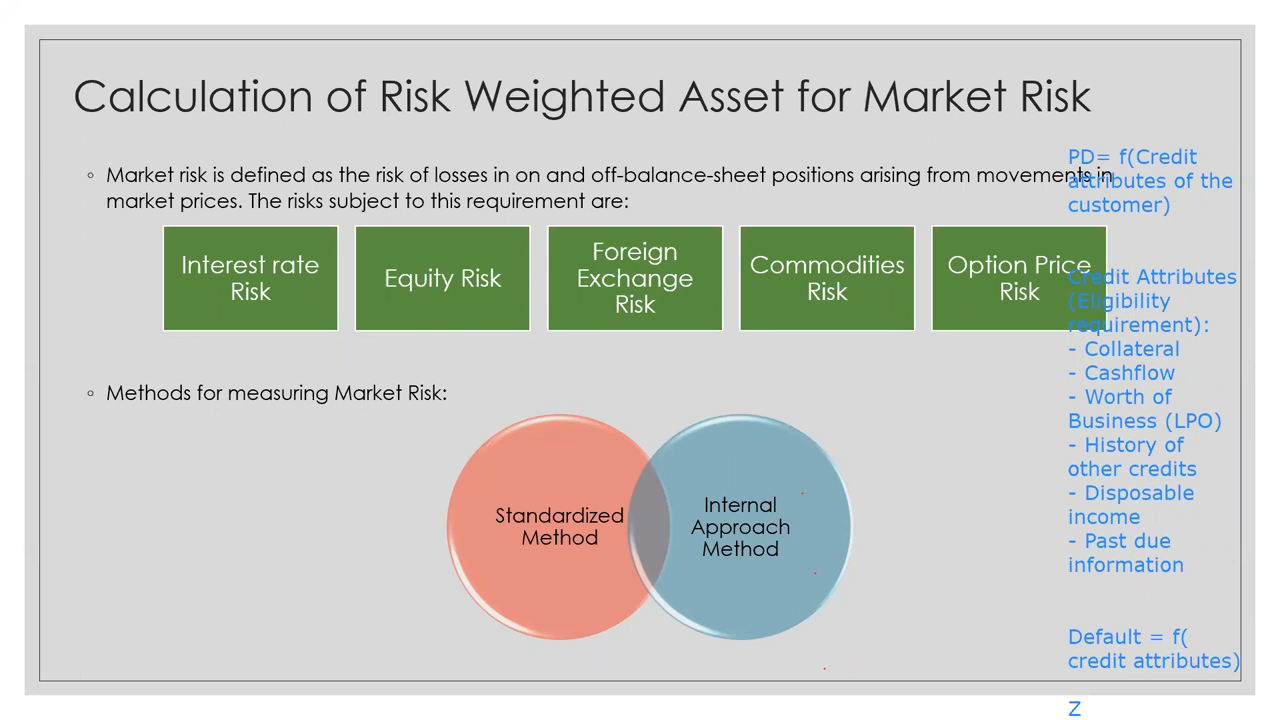 Calculation of Risk Weighted Asset for Market Risk
◦ Market risk is defined as the risk of losses in on and off-balance-sheet positions arising from movements in
market prices. The risks subject to this requirement are:
Interest rate
Risk
Equity Risk
Foreign
Exchange
Risk
Commodities
Risk
Option Price
Risk
◦ Methods for measuring Market Risk:
Standardized
Method
Internal
Approach
Method
PD= f(Credit
attributes of the
customer)
Credit Attributes
(Eligibility
requirement):
- Collateral
- Cashflow
- Worth of
Business (LPO)
- History of
other credits
- Disposable
income
- Past due
information
Default = f(
credit attributes)
Z